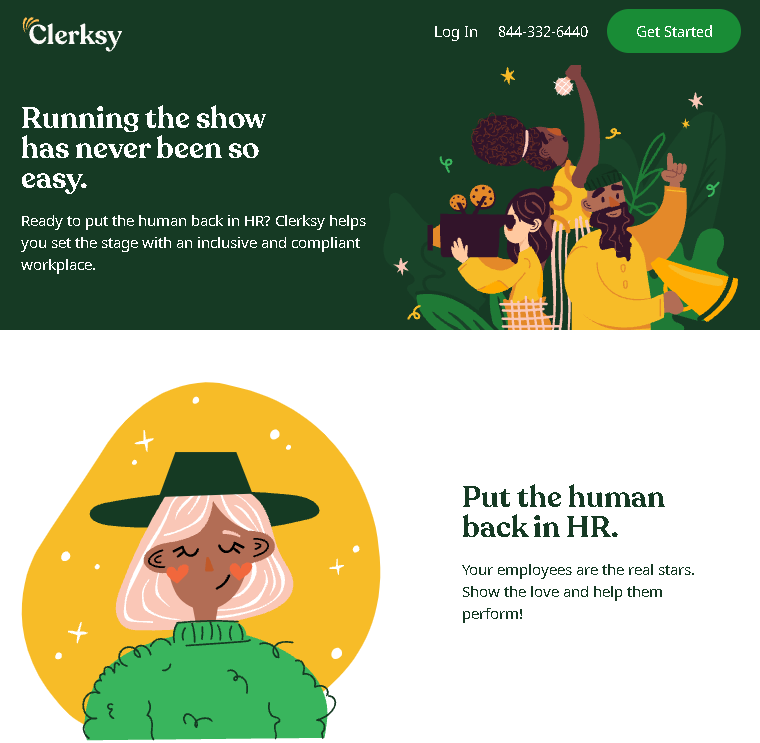 Clerksy
Log In
844-332-6440
Get Started
Running the show
has never been so
easy.
Ready to put the human back in HR? Clerksy helps
you set the stage with an inclusive and compliant
workplace.
Put the human
back in HR.
Your employees are the real stars.
Show the love and help them
perform!